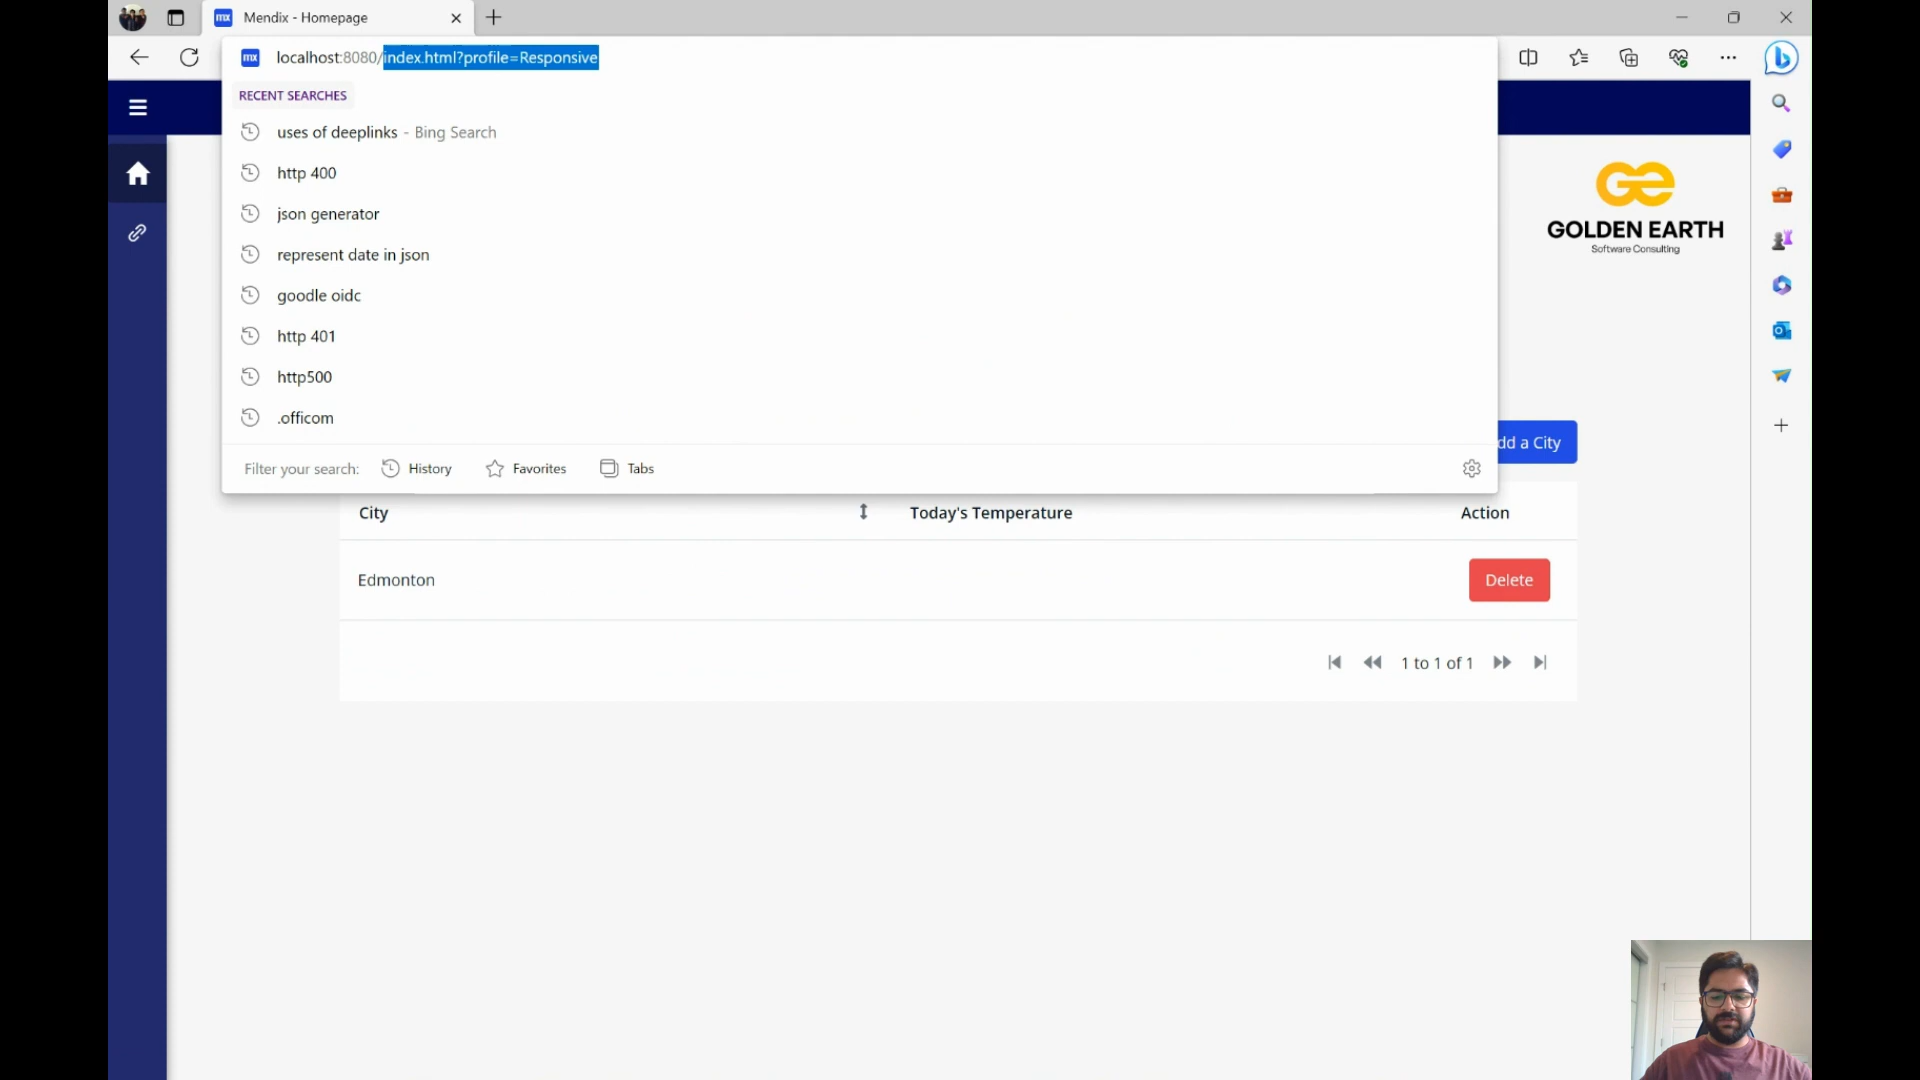 Mendix - Homepage
localhost:8080/index.html?profile=Responsive
RECENT SEARCHES
uses of deeplinks - Bing Search
http 400
json generator
represent date in json
goodle oidc
http 401
http500
.officom
Filter your search: History Favorites Tabs
GOLDEN EARTH
Software Consulting
dd a City
City Today's Temperature Action
Edmonton Delete
1 to 1 of 1